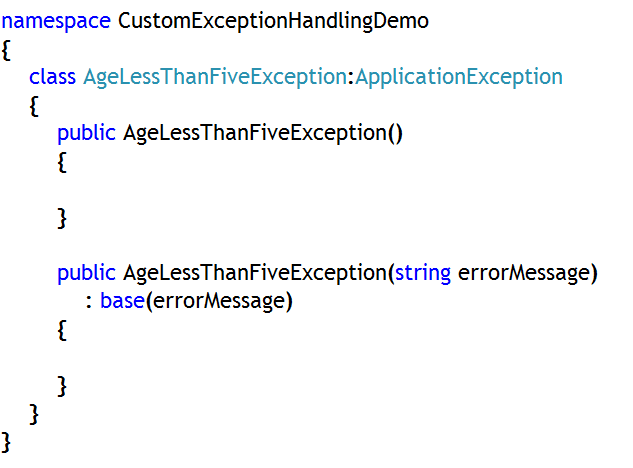 namespace CustomExceptionHandlingDemo
{
class AgeLessThanFiveException:ApplicationException
{
public AgeLessThanFiveException()
{
}
public AgeLessThanFiveException(string errorMessage)
: base(errorMessage)
{
}
}
}